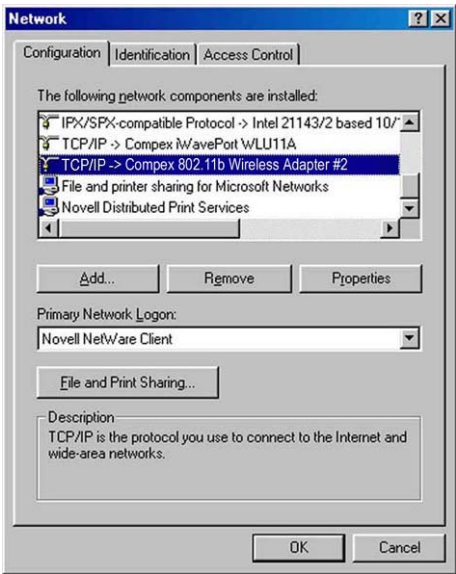 Network
Configuration Identification Access Control
The following network components are installed:
IPX/SPX-compatible Protocol -> Intel 21143/2 based 10/
TCP/IP -> Compex iWavePort WLU11A
TCP/IP -> Compex 802.11b Wireless Adapter #2
File and printer sharing for Microsoft Networks
Novell Distributed Print Services
Add... Remove Properties
Primary Network Logon:
Novell NetWare Client
File and Print Sharing...
Description
TCP/IP is the protocol you use to connect to the Internet and
wide-area networks.
OK Cancel